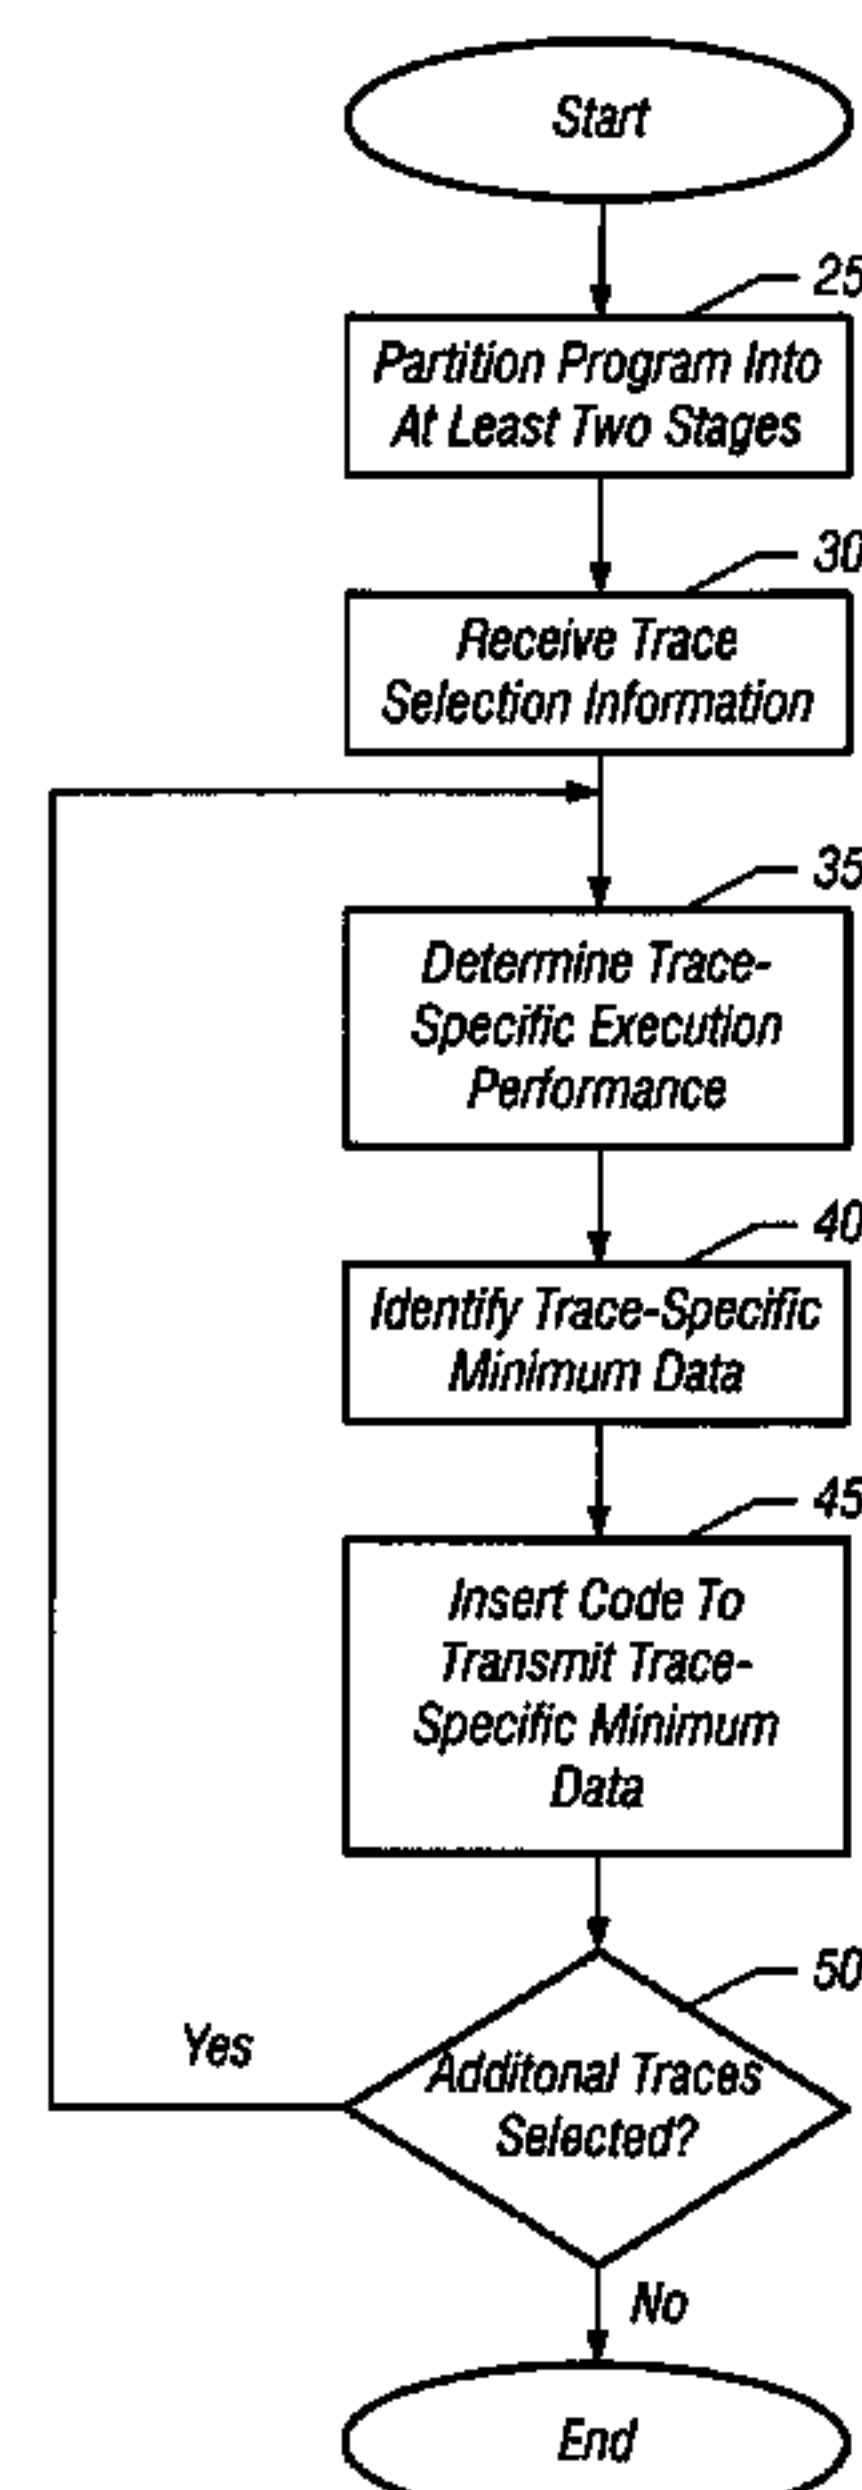 Start
25
Partition Program Into
At Least Two Stages
30
Receive Trace
Selection Information
35
Determine Trace-
Specific Execution
Performance
40
Identify Trace-Specific
Minimum Data
45
Insert Code To
Transmit Trace-
Specific Minimum
Data
50
Yes
Additonal Traces
Selected?
No
End